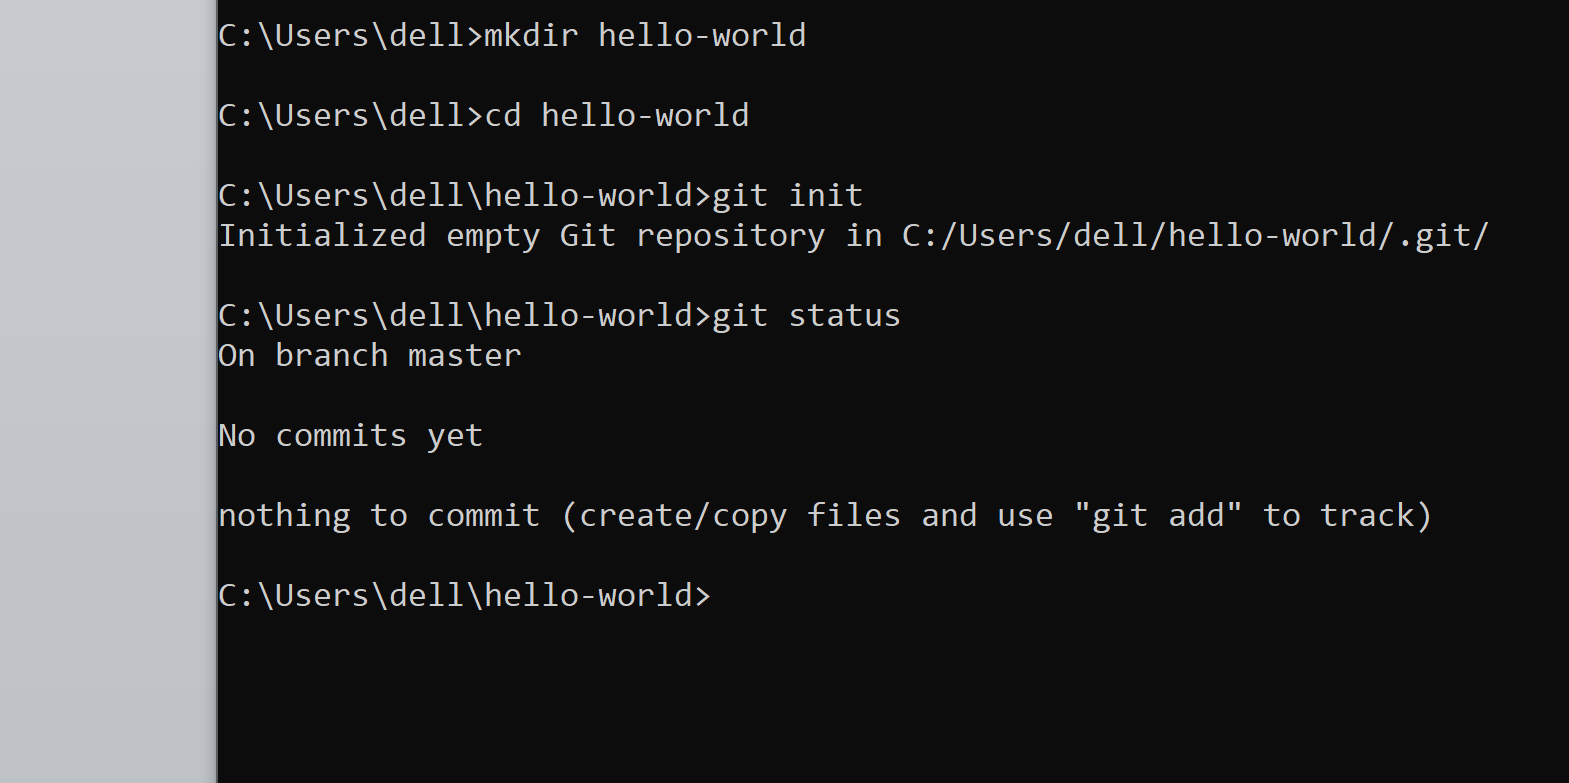 C:\Users\dell>mkdir hello-world
C:\Users\dell>cd hello-world
C:\Users\dell\hello-world>git init
Initialized empty Git repository in C:/Users/dell/hello-world/.git/
C:\Users\dell\hello-world>git status
On branch master
No commits yet
nothing to commit (create/copy files and use "git add" to track)
C:\Users\dell\hello-world>